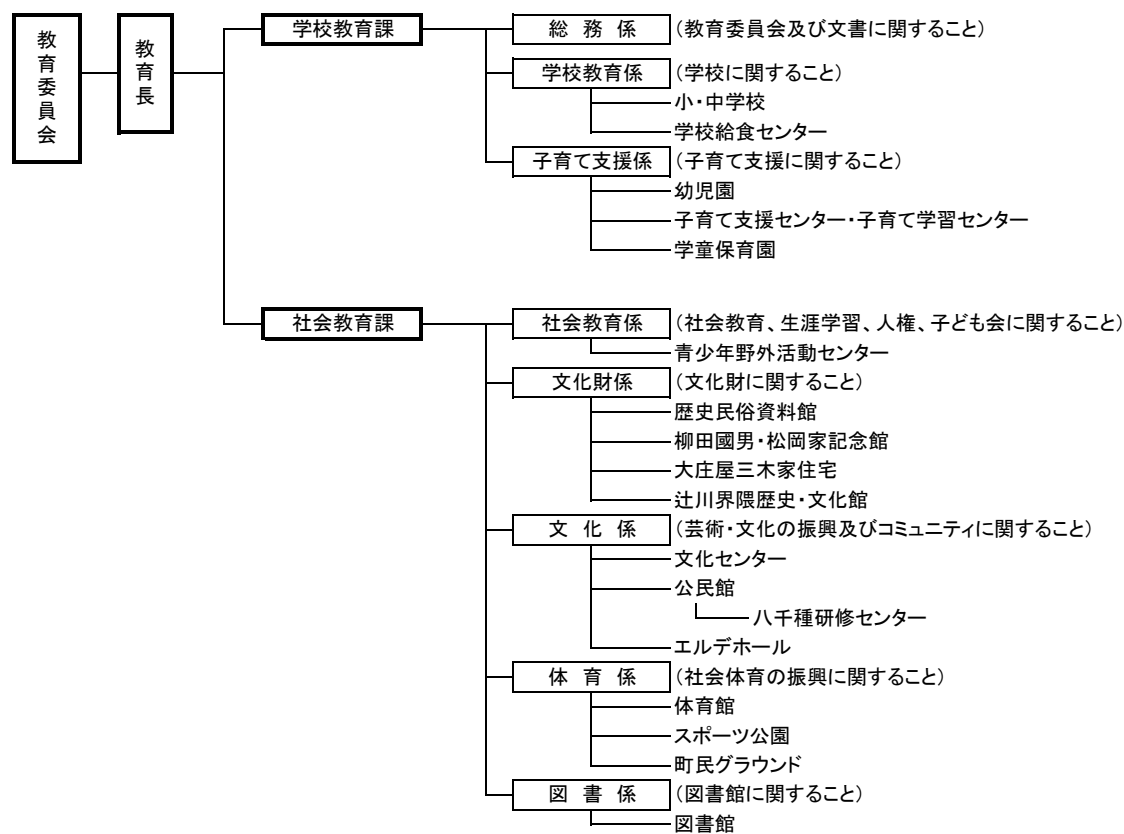 教育委員会
教育長
学校教育課
総務係 (教育委員会及び文書に関すること)
学校教育係 (学校に関すること)
小・中学校
学校給食センター
子育て支援係 (子育て支援に関すること)
幼児園
子育て支援センター・子育て学習センター
学童保育園
社会教育課
社会教育係 (社会教育、生涯学習、人権、子ども会に関すること)
青少年野外活動センター
文化財係 (文化財に関すること)
歴史民俗資料館
柳田國男・松岡家記念館
大庄屋三木家住宅
辻川界隈歴史・文化館
文化係 (芸術・文化の振興及びコミュニティに関すること)
文化センター
公民館
八千種研修センター
エルデホール
体育係 (社会体育の振興に関すること)
体育館
スポーツ公園
町民グラウンド
図書係 (図書館に関すること)
図書館